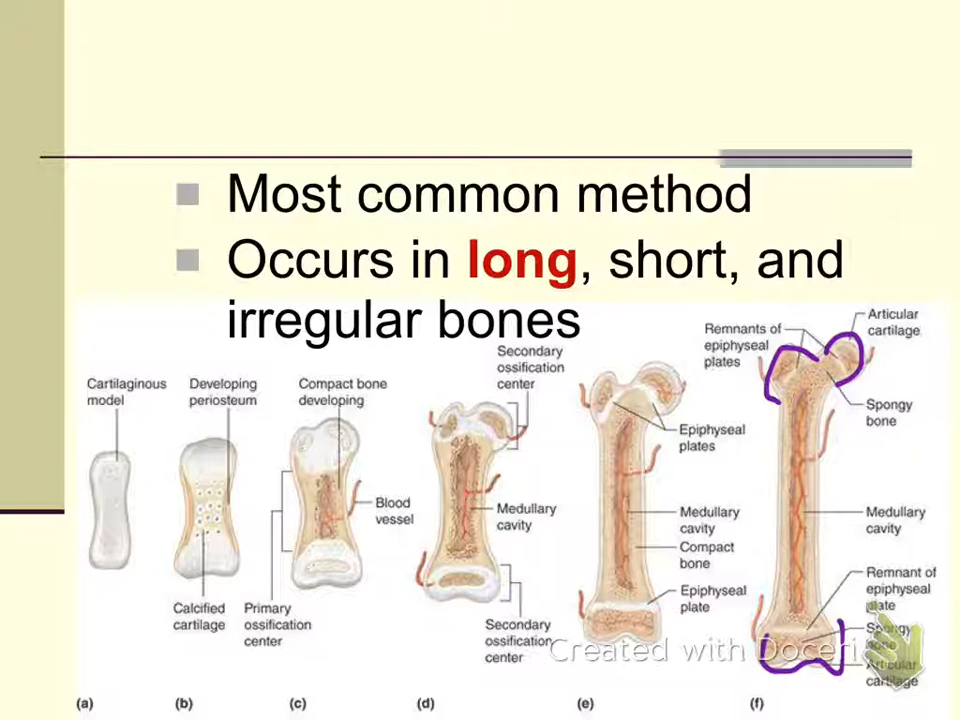 Most common method
Occurs in long, short, and
irregular bones
Articular
cartilage
Remnants of
epiphyseal
plates
Secondary
ossification
center
Cartilaginous
model
Developing
periosteum
Compact bone
developing
Spongy
bone
Epiphyseal
plates
Blood
vessel
Medullary
cavity
Medullary
cavity
Compact
bone
Medullary
cavity
Epiphyseal
plate
Remnant of
epiphyseal
plate
Calcified
cartilage
Primary
ossification
center
Secondary
ossification
center
Spongy
bone
Articular
cartilage
Created with Doceri
(a)
(b)
(c)
(d)
(e)
(f)